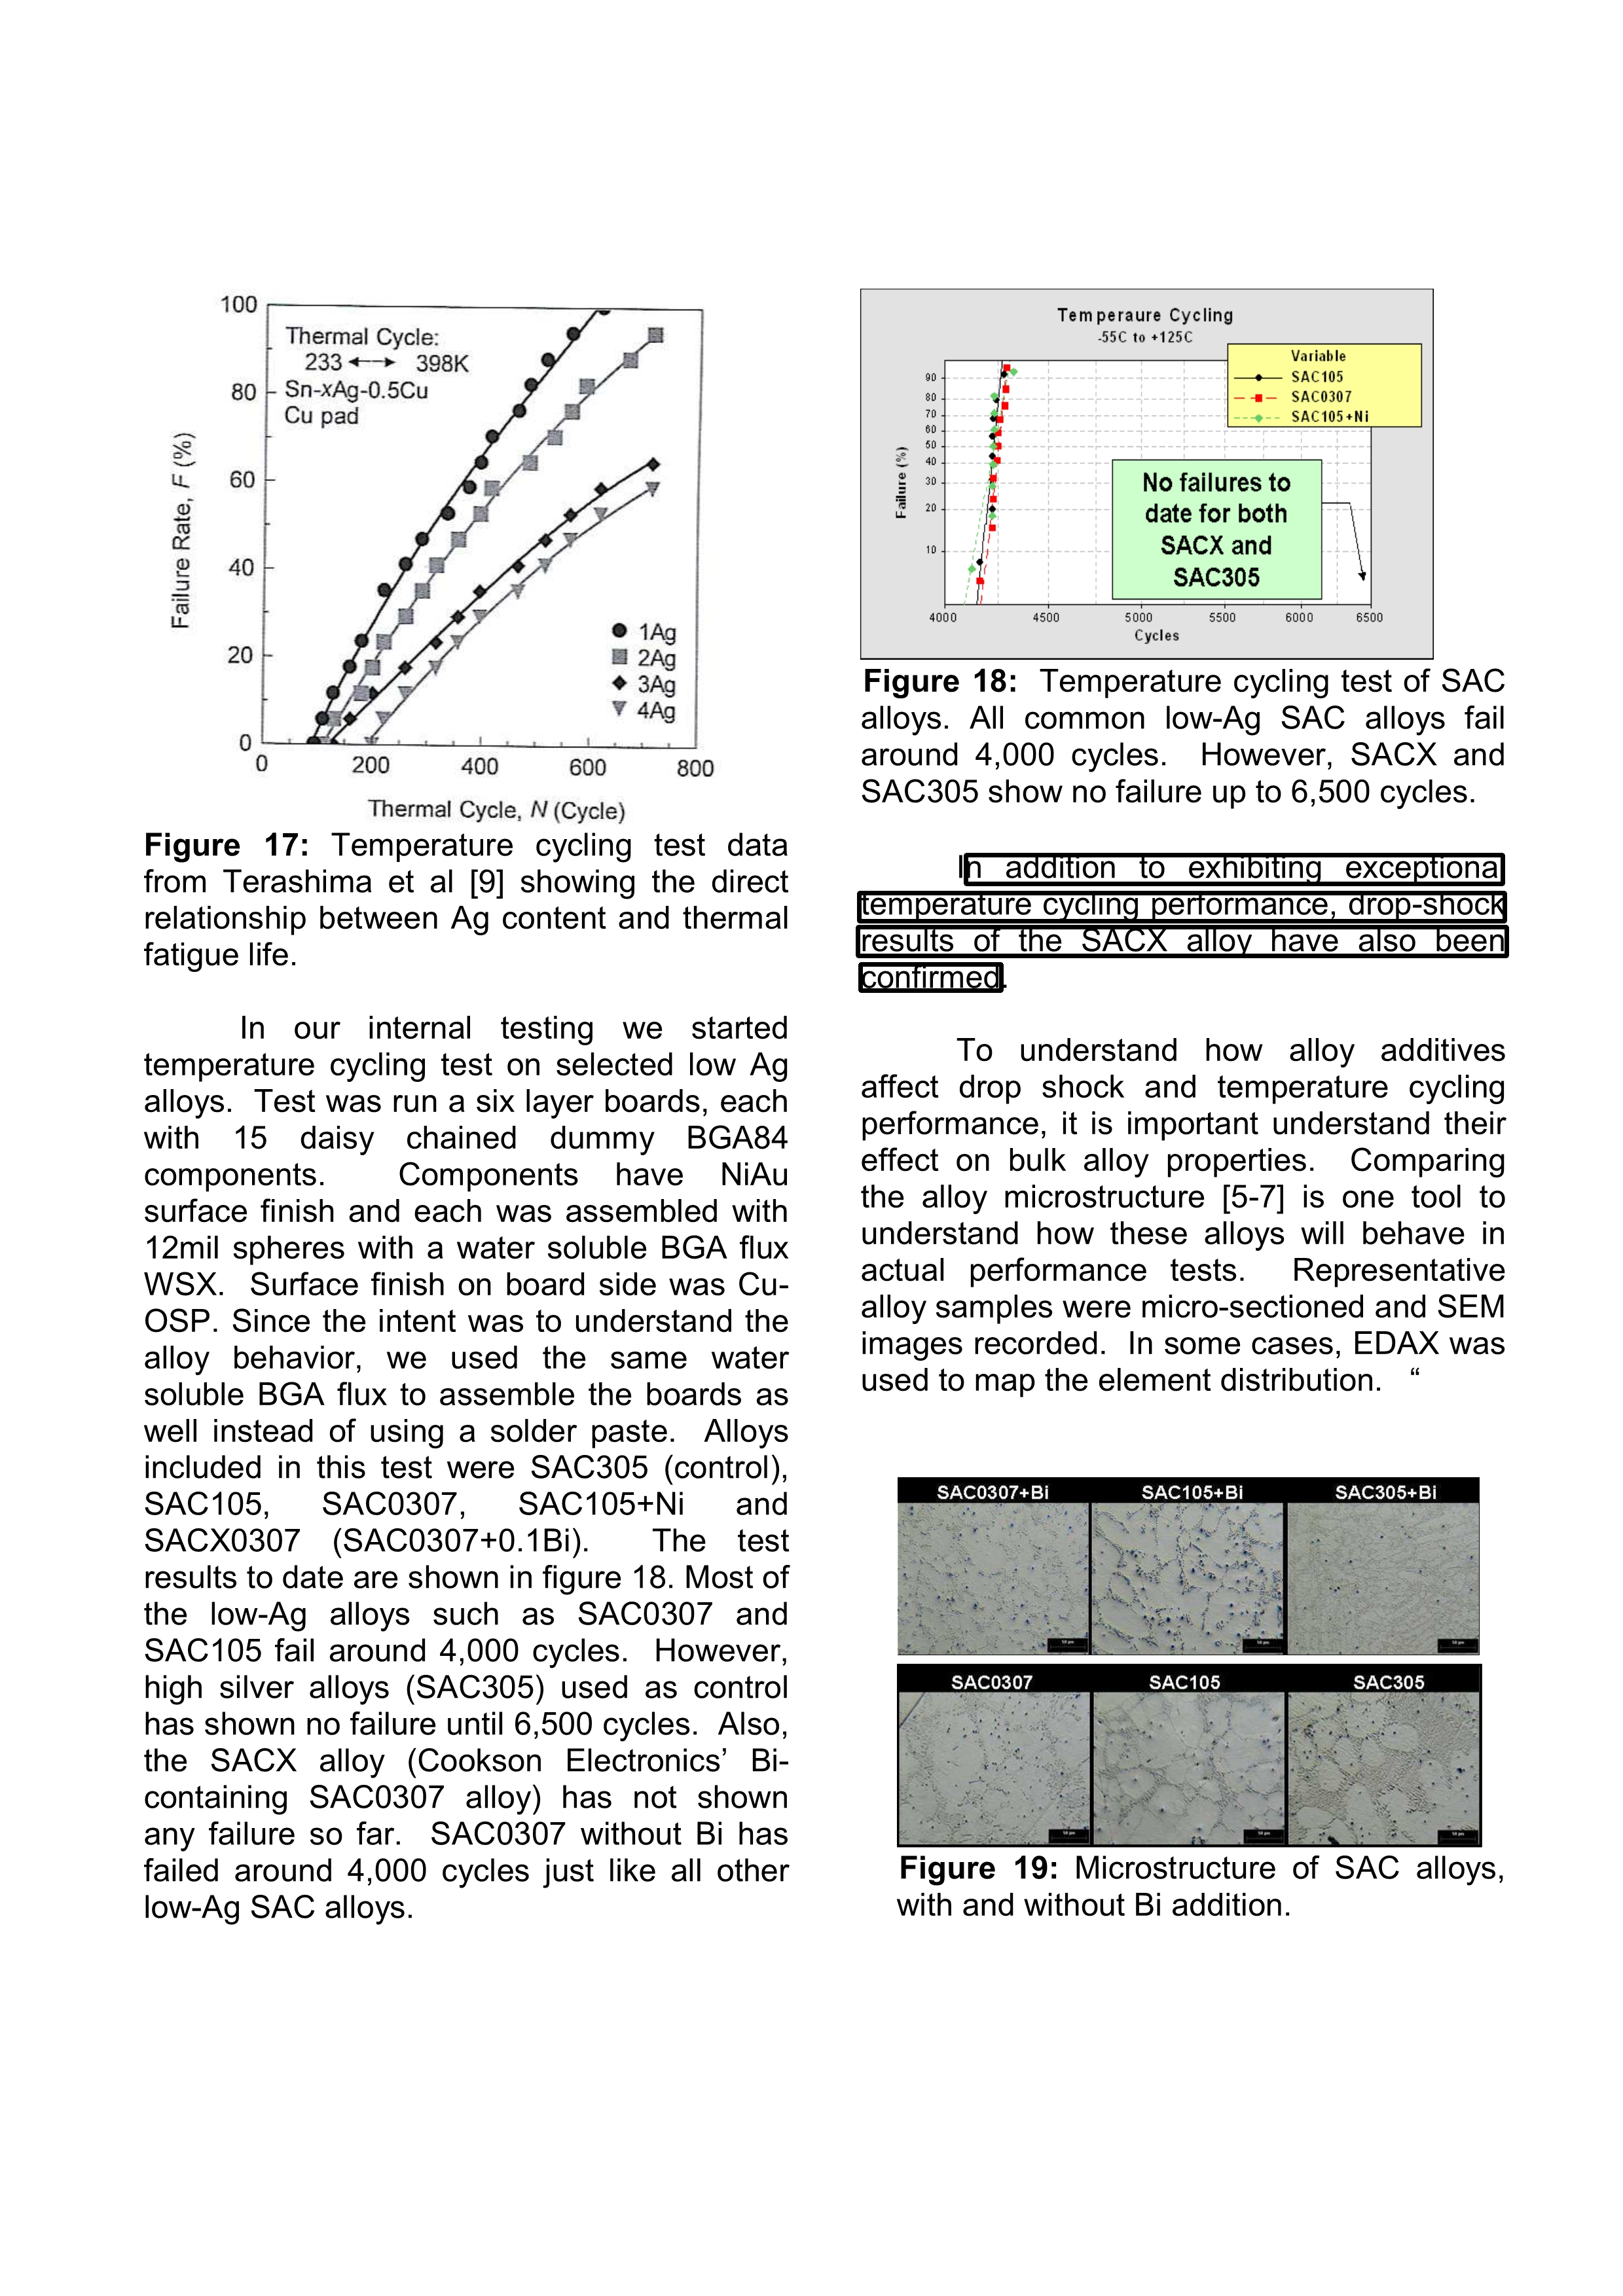 100
80
60
40
20
0
Failure Rate, F (%)
Thermal Cycle:
233 ⟷ 398K
Sn-xAg-0.5Cu
Cu pad
1Ag
2Ag
3Ag
4Ag
0 200 400 600 800
Thermal Cycle, N (Cycle)
Figure 17: Temperature cycling test data
from Terashima et al [9] showing the direct
relationship between Ag content and thermal
fatigue life.
In our internal testing we started
temperature cycling test on selected low Ag
alloys. Test was run a six layer boards, each
with 15 daisy chained dummy BGA84
components. Components have NiAu
surface finish and each was assembled with
12mil spheres with a water soluble BGA flux
WSX. Surface finish on board side was Cu-
OSP. Since the intent was to understand the
alloy behavior, we used the same water
soluble BGA flux to assemble the boards as
well instead of using a solder paste. Alloys
included in this test were SAC305 (control),
SAC105, SAC0307, SAC105+Ni and
SACX0307 (SAC0307+0.1Bi). The test
results to date are shown in figure 18. Most of
the low-Ag alloys such as SAC0307 and
SAC105 fail around 4,000 cycles. However,
high silver alloys (SAC305) used as control
has shown no failure until 6,500 cycles. Also,
the SACX alloy (Cookson Electronics’ Bi-
containing SAC0307 alloy) has not shown
any failure so far. SAC0307 without Bi has
failed around 4,000 cycles just like all other
low-Ag SAC alloys.
Temperaure Cycling
-55C to +125C
Variable
SAC105
SAC0307
SAC105+Ni
90
80
70
60
50
40
30
20
10
Failure (%)
No failures to
date for both
SACX and
SAC305
4000 4500 5000 5500 6000 6500
Cycles
Figure 18: Temperature cycling test of SAC
alloys. All common low-Ag SAC alloys fail
around 4,000 cycles. However, SACX and
SAC305 show no failure up to 6,500 cycles.
In addition to exhibiting exceptional
temperature cycling performance, drop-shock
results of the SACX alloy have also been
confirmed.
To understand how alloy additives
affect drop shock and temperature cycling
performance, it is important understand their
effect on bulk alloy properties. Comparing
the alloy microstructure [5-7] is one tool to
understand how these alloys will behave in
actual performance tests. Representative
alloy samples were micro-sectioned and SEM
images recorded. In some cases, EDAX was
used to map the element distribution. “
SAC0307+Bi SAC105+Bi SAC305+Bi
SAC0307 SAC105 SAC305
Figure 19: Microstructure of SAC alloys,
with and without Bi addition.